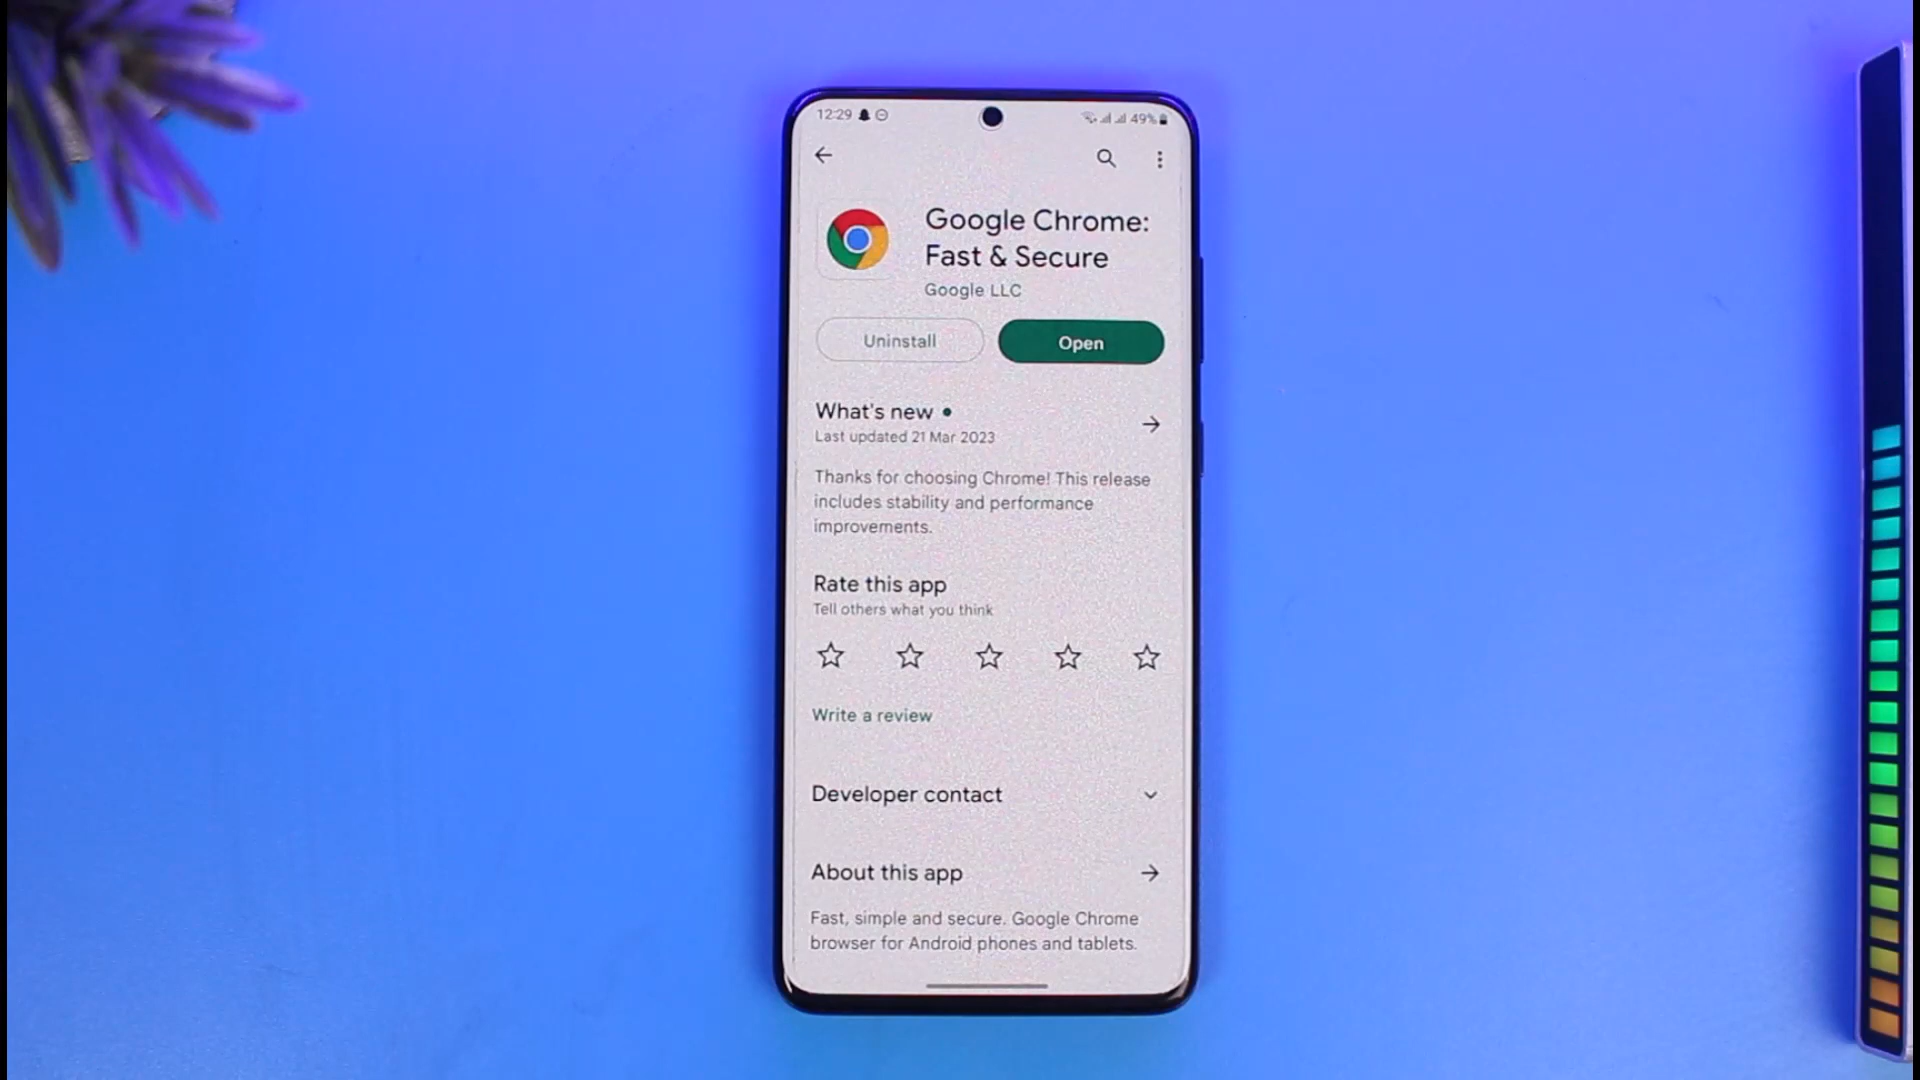 12:29
49%
Google Chrome:
Fast & Secure
Google LLC
Uninstall
Open
What's new •
Last updated 21 Mar 2023
Thanks for choosing Chrome! This release
includes stability and performance
improvements.
Rate this app
Tell others what you think
Write a review
Developer contact
About this app
Fast, simple and secure. Google Chrome
browser for Android phones and tablets.